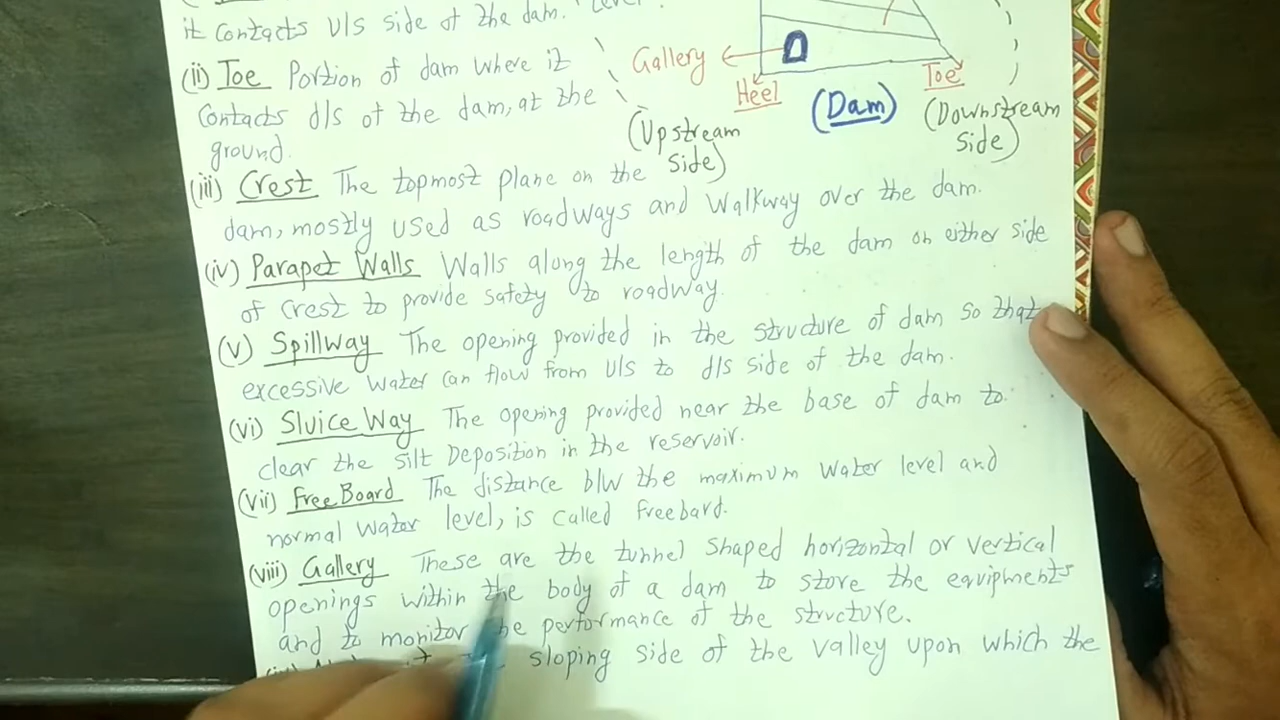 it contacts U/s side of the dam. Level.
(ii) Toe Portion of dam where it
contacts d/s of the dam, at the
ground.
Gallery
Heel
Toe
(Dam)
(Upstream
Side)
(Downstream
Side)
(iii) Crest The topmost plane on the
dam, mostly used as roadways and walkway over the dam.
(iv) Parapet Walls Walls along the length of the dam on either side
of crest to provide safety to roadway.
(v) Spillway The opening provided in the structure of dam so that
excessive water can flow from U/s to d/s side of the dam.
(vi) Sluice Way The opening provided near the base of dam to
clear the silt Deposition in the reservoir.
(vii) Free Board The distance b/w the maximum water level and
normal water level, is called freebard.
(viii) Gallery These are the tunnel shaped horizontal or vertical
openings within the body of a dam to store the equipments
and to monitor the performance of the structure.
sloping side of the valley upon which the